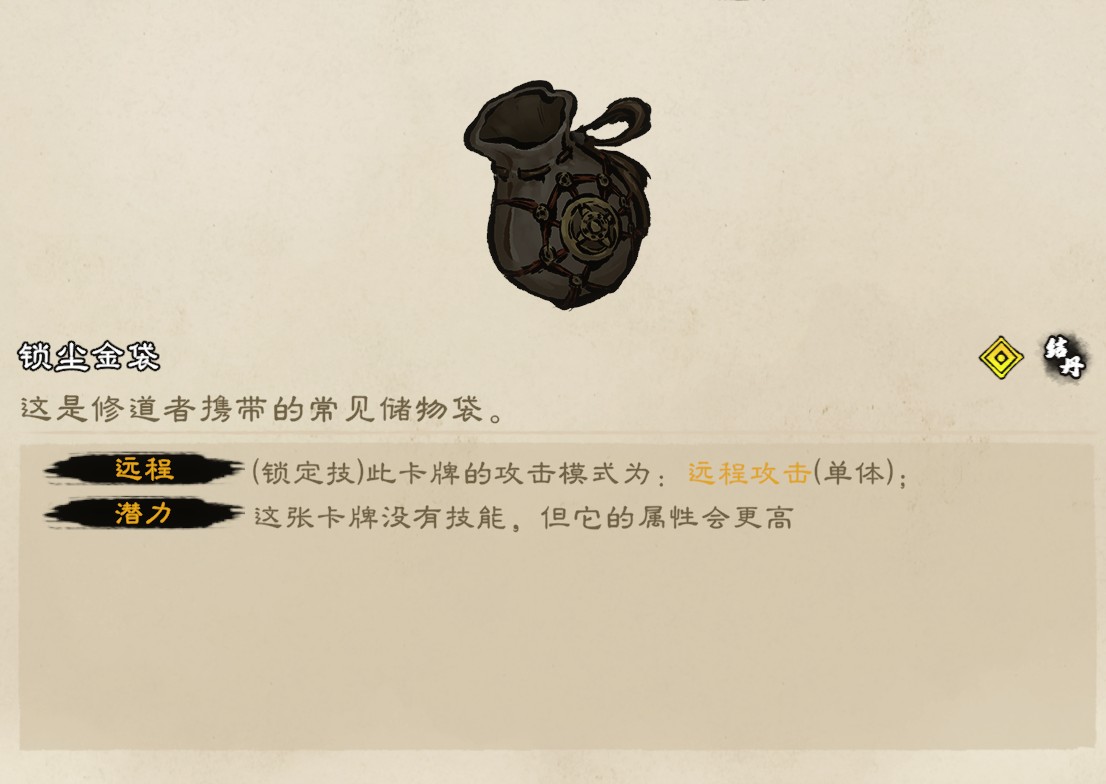 锁尘金袋
结丹
这是修道者携带的常见储物袋。
远程 (锁定技)此卡牌的攻击模式为：远程攻击(单体)；
潜力 这张卡牌没有技能，但它的属性会更高